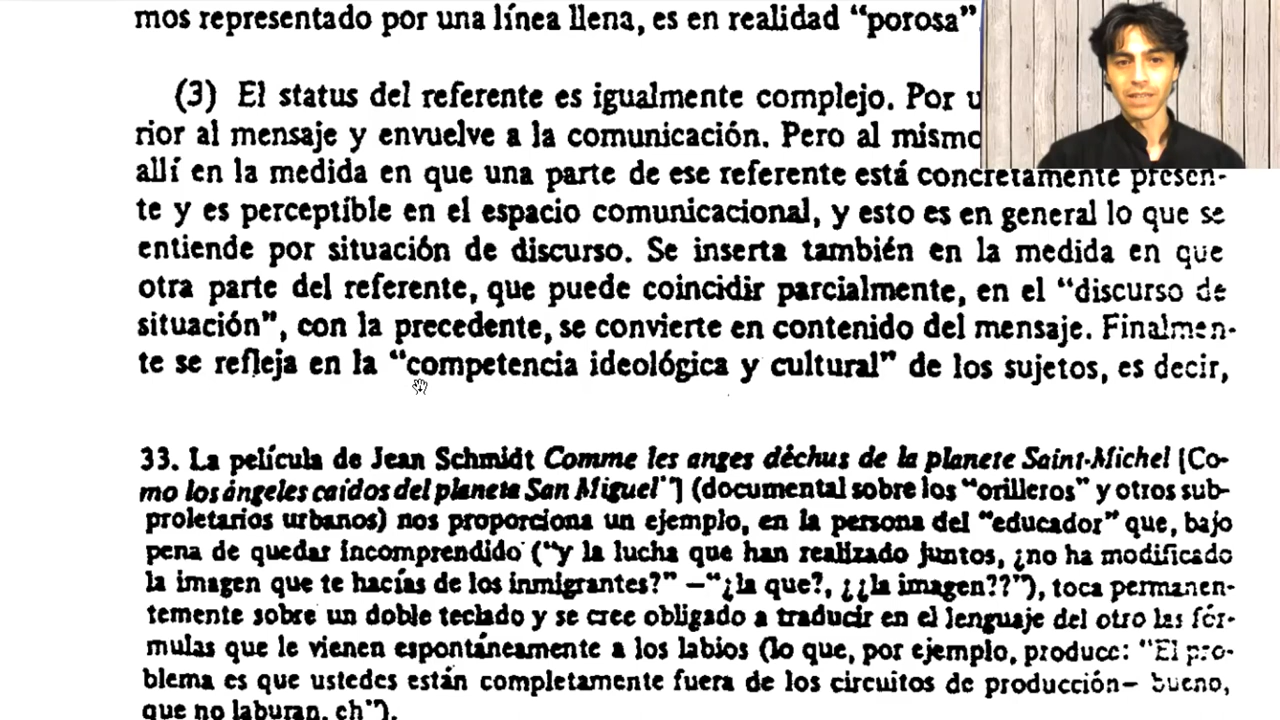 mos representado por una línea llena, es en realidad “porosa”
(3) El status del referente es igualmente complejo. Por
rior al mensaje y envuelve a la comunicación. Pero al mismo
allí en la medida en que una parte de ese referente está concretamente presen-
te y es perceptible en el espacio comunicacional, y esto es en general lo que se
entiende por situación de discurso. Se inserta también en la medida en que
otra parte del referente, que puede coincidir parcialmente, en el “discurso de
situación”, con la precedente, se convierte en contenido del mensaje. Finalmen-
te se refleja en la “competencia ideológica y cultural” de los sujetos, es decir,
33. La película de Jean Schmidt Comme les anges déchus de la planete Saint-Michel [Co-
mo los ángeles caidos del planeta San Miguel*] (documental sobre los “orilleros” y otros sub-
proletarios urbanos) nos proporciona un ejemplo, en la persona del “educador” que, bajo
pena de quedar incomprendido (“y la lucha que han realizado juntos, ¿no ha modificado
la imagen que te hacías de los inmigrantes?” –“¿la que?, ¿¿la imagen??”), toca permanen-
temente sobre un doble teclado y se cree obligado a traducir en el lenguaje del otro las fór-
mulas que le vienen espontáneamente a los labios (lo que, por ejemplo, produce: “El pro-
blema es que ustedes están completamente fuera de los circuitos de producción– bueno,
que no laburan, eh”).